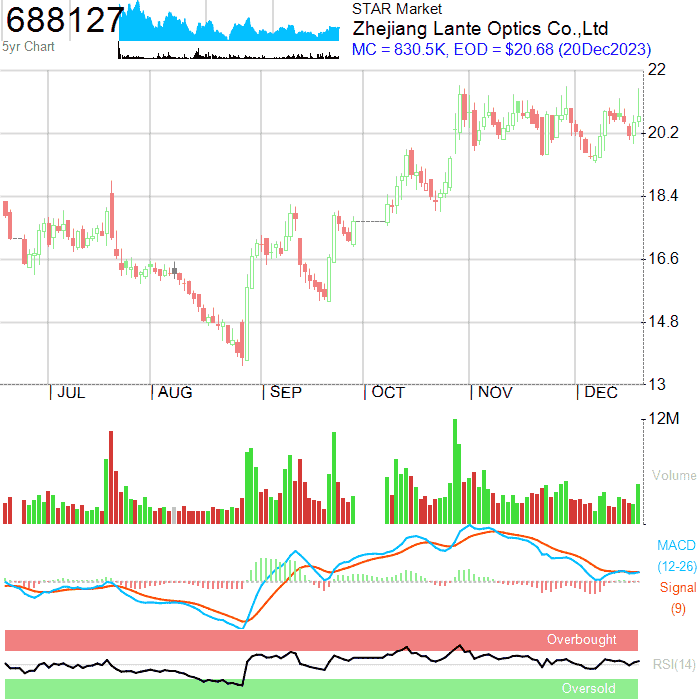 688127
5yr Chart
STAR Market
Zhejiang Lante Optics Co.,Ltd
MC = 830.5K, EOD = $20.68 (20Dec2023)
22
20.2
18.4
16.6
14.8
13
JUL AUG SEP OCT NOV DEC
12M
Volume
MACD
(12-26)
Signal
(9)
Overbought
RSI(14)
Oversold